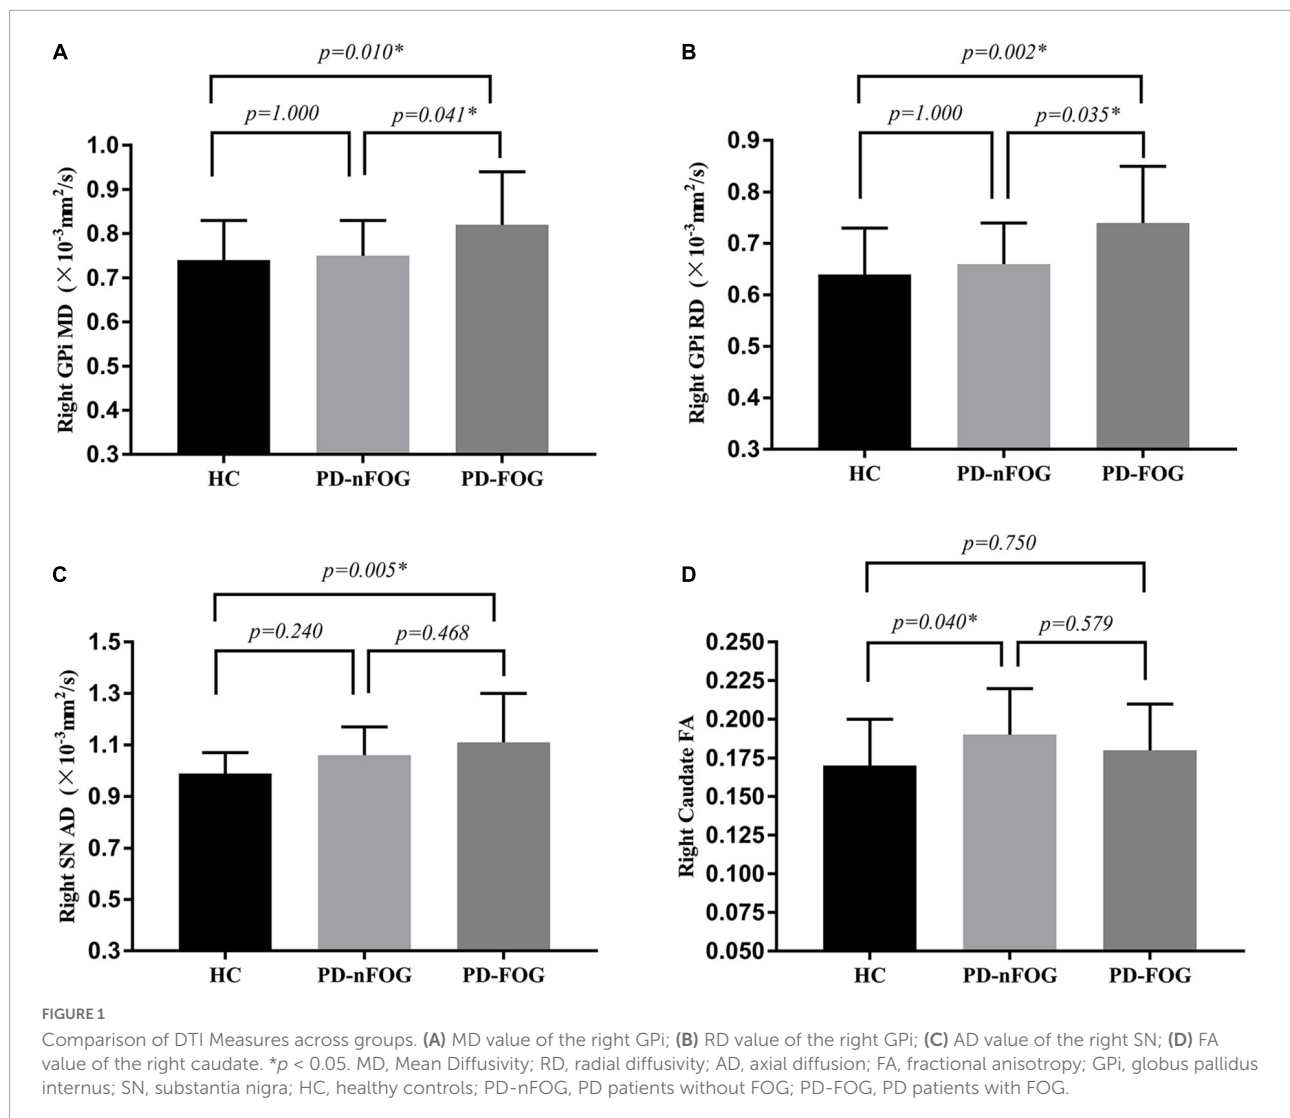 A
p=0.010*
p=1.000
p=0.041*
Right GPi MD (×10⁻³mm²/s)
1.0
0.9
0.8
0.7
0.6
0.5
0.4
0.3
HC PD-nFOG PD-FOG
B
p=0.002*
p=1.000
p=0.035*
Right GPi RD (×10⁻³mm²/s)
0.9
0.8
0.7
0.6
0.5
0.4
0.3
HC PD-nFOG PD-FOG
C
p=0.005*
p=0.240
p=0.468
Right SN AD (×10⁻³mm²/s)
1.5
1.3
1.1
0.9
0.7
0.5
0.3
HC PD-nFOG PD-FOG
D
p=0.750
p=0.040*
p=0.579
Right Caudate FA
0.250
0.225
0.200
0.175
0.150
0.125
0.100
0.075
0.050
HC PD-nFOG PD-FOG
FIGURE 1
Comparison of DTI Measures across groups. (A) MD value of the right GPi; (B) RD value of the right GPi; (C) AD value of the right SN; (D) FA
value of the right caudate. *p < 0.05. MD, Mean Diffusivity; RD, radial diffusivity; AD, axial diffusion; FA, fractional anisotropy; GPi, globus pallidus
internus; SN, substantia nigra; HC, healthy controls; PD-nFOG, PD patients without FOG; PD-FOG, PD patients with FOG.